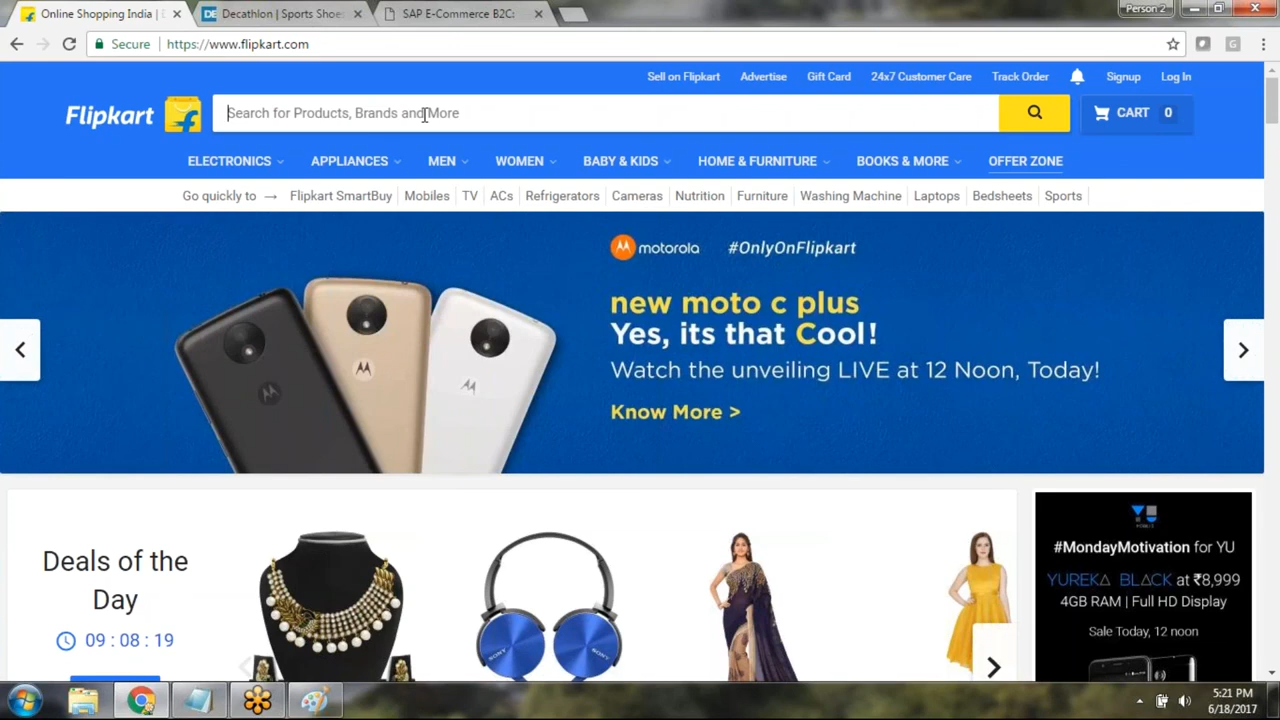 Online Shopping India |
Decathlon | Sports Shoes
SAP E-Commerce B2C:
Person 2
Secure
https://www.flipkart.com
Sell on Flipkart
Advertise
Gift Card
24x7 Customer Care
Track Order
Signup
Log In
Flipkart
Search for Products, Brands and More
CART 0
ELECTRONICS
APPLIANCES
MEN
WOMEN
BABY & KIDS
HOME & FURNITURE
BOOKS & MORE
OFFER ZONE
Go quickly to →
Flipkart SmartBuy
Mobiles
TV
ACs
Refrigerators
Cameras
Nutrition
Furniture
Washing Machine
Laptops
Bedsheets
Sports
motorola
#OnlyOnFlipkart
new moto c plus
Yes, its that Cool!
Watch the unveiling LIVE at 12 Noon, Today!
Know More >
Deals of the
Day
09 : 08 : 19
SONY
SONY
#MondayMotivation for YU
YUREKA BLACK at ₹8,999
4GB RAM | Full HD Display
Sale Today, 12 noon
5:21 PM
6/18/2017